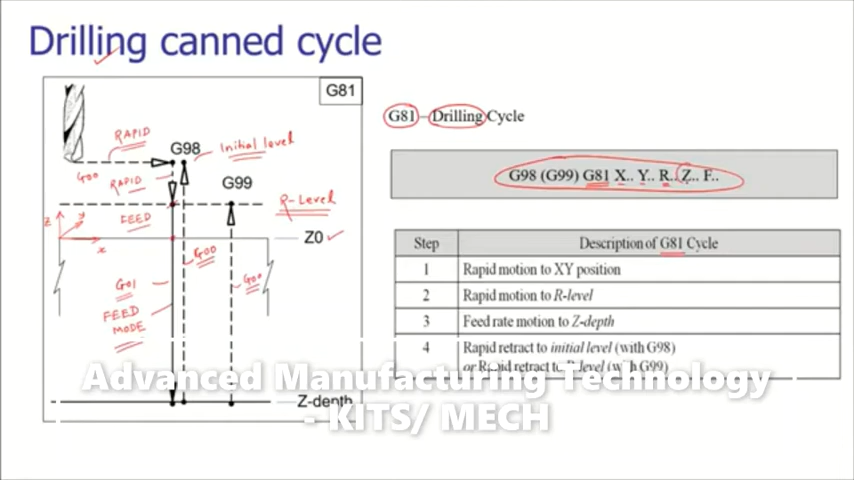 Drilling canned cycle
G81
RAPID
G98
Initial level
G00
RAPID
G99
R-Level
FEED
Z
y
x
Z0
G00
G01
G00
FEED
MODE
Z-depth
G81 – Drilling Cycle
G98 (G99) G81 X.. Y.. R.. Z.. F..
Step Description of G81 Cycle
1 Rapid motion to XY position
2 Rapid motion to R-level
3 Feed rate motion to Z-depth
4 Rapid retract to initial level (with G98)
or Rapid retract to R-level (with G99)
Advanced Manufacturing Technology
- KITS/ MECH